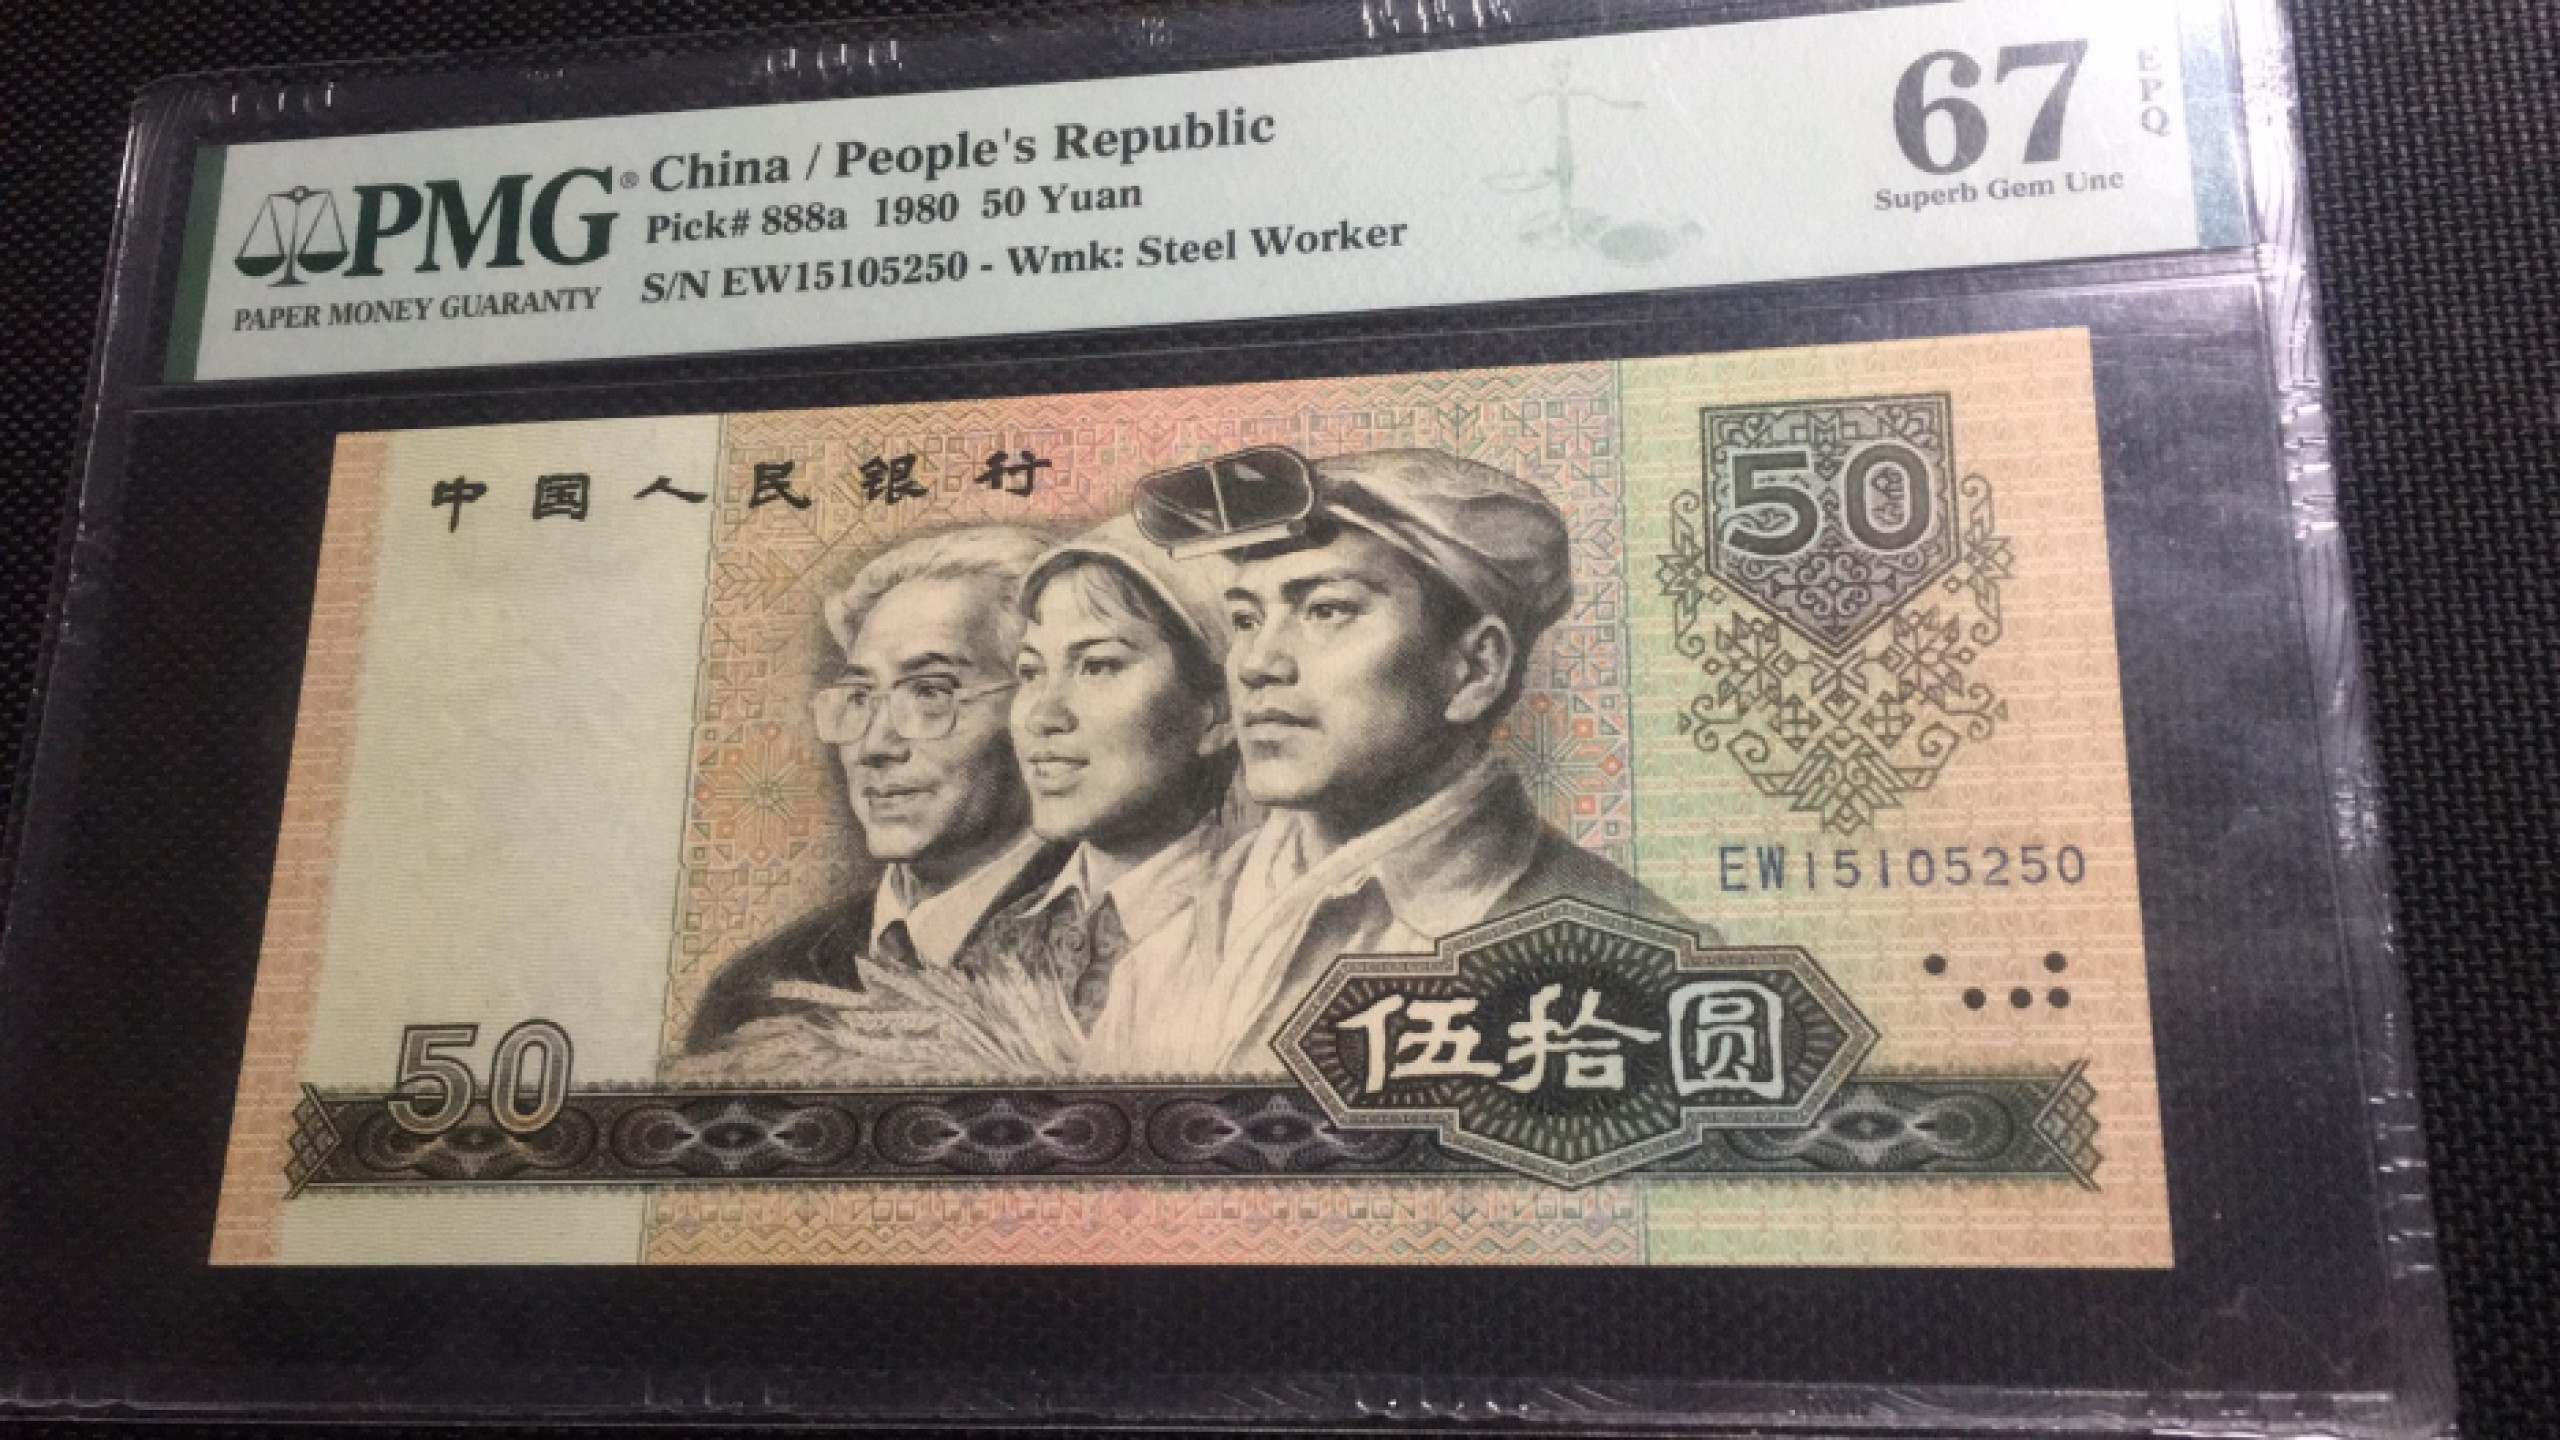 PMG® China / People's Republic
Pick# 888a 1980 50 Yuan
S/N EW15105250 - Wmk: Steel Worker
PAPER MONEY GUARANTY
67 EPQ
Superb Gem Unc
中国人民银行
50
EW15105250
伍拾圆
50